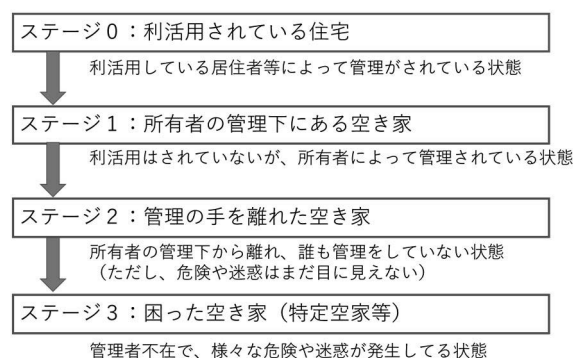 ステージ0：利活用されている住宅
利活用している居住者等によって管理がされている状態
ステージ1：所有者の管理下にある空き家
利活用はされていないが、所有者によって管理されている状態
ステージ2：管理の手を離れた空き家
所有者の管理下から離れ、誰も管理をしていない状態
（ただし、危険や迷惑はまだ目に見えない）
ステージ3：困った空き家（特定空家等）
管理者不在で、様々な危険や迷惑が発生してる状態